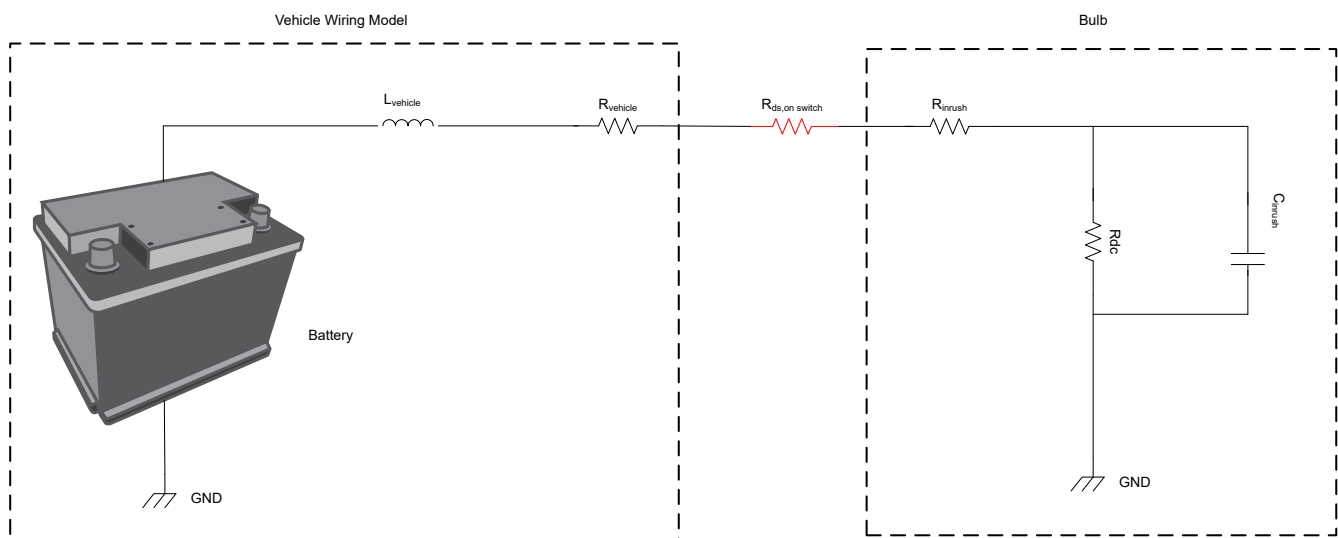 Vehicle Wiring Model
Bulb
Lvehicle
Rvehicle
Rds,on switch
Rinrush
Cinrush
Rdc
Battery
GND
GND